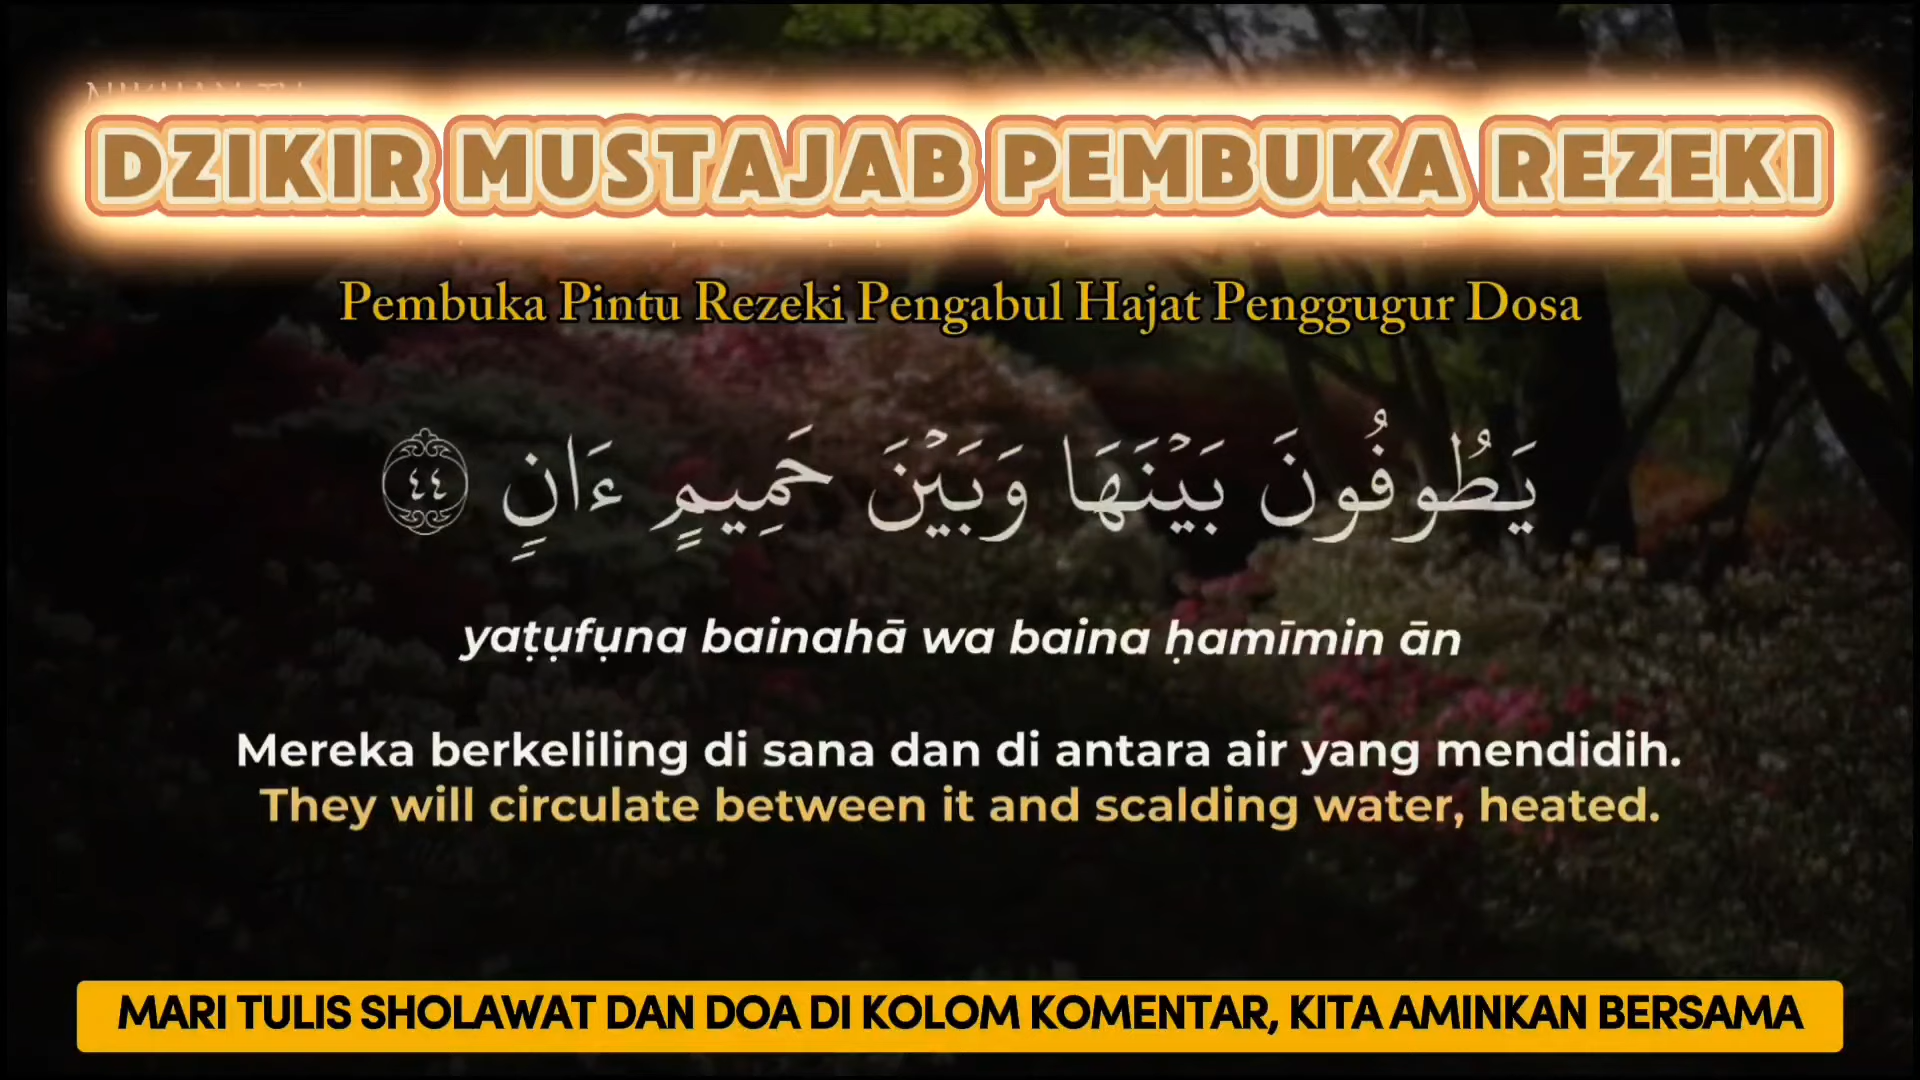 DZIKIR MUSTAJAB PEMBUKA REZEKI
Pembuka Pintu Rezeki Pengabul Hajat Penggugur Dosa
يَطُوفُونَ بَيْنَهَا وَبَيْنَ حَمِيمٍ ءَانٍ ٤٤
yaṭụfụna bainahā wa baina ḥamīmin ān
Mereka berkeliling di sana dan di antara air yang mendidih.
They will circulate between it and scalding water, heated.
MARI TULIS SHOLAWAT DAN DOA DI KOLOM KOMENTAR, KITA AMINKAN BERSAMA